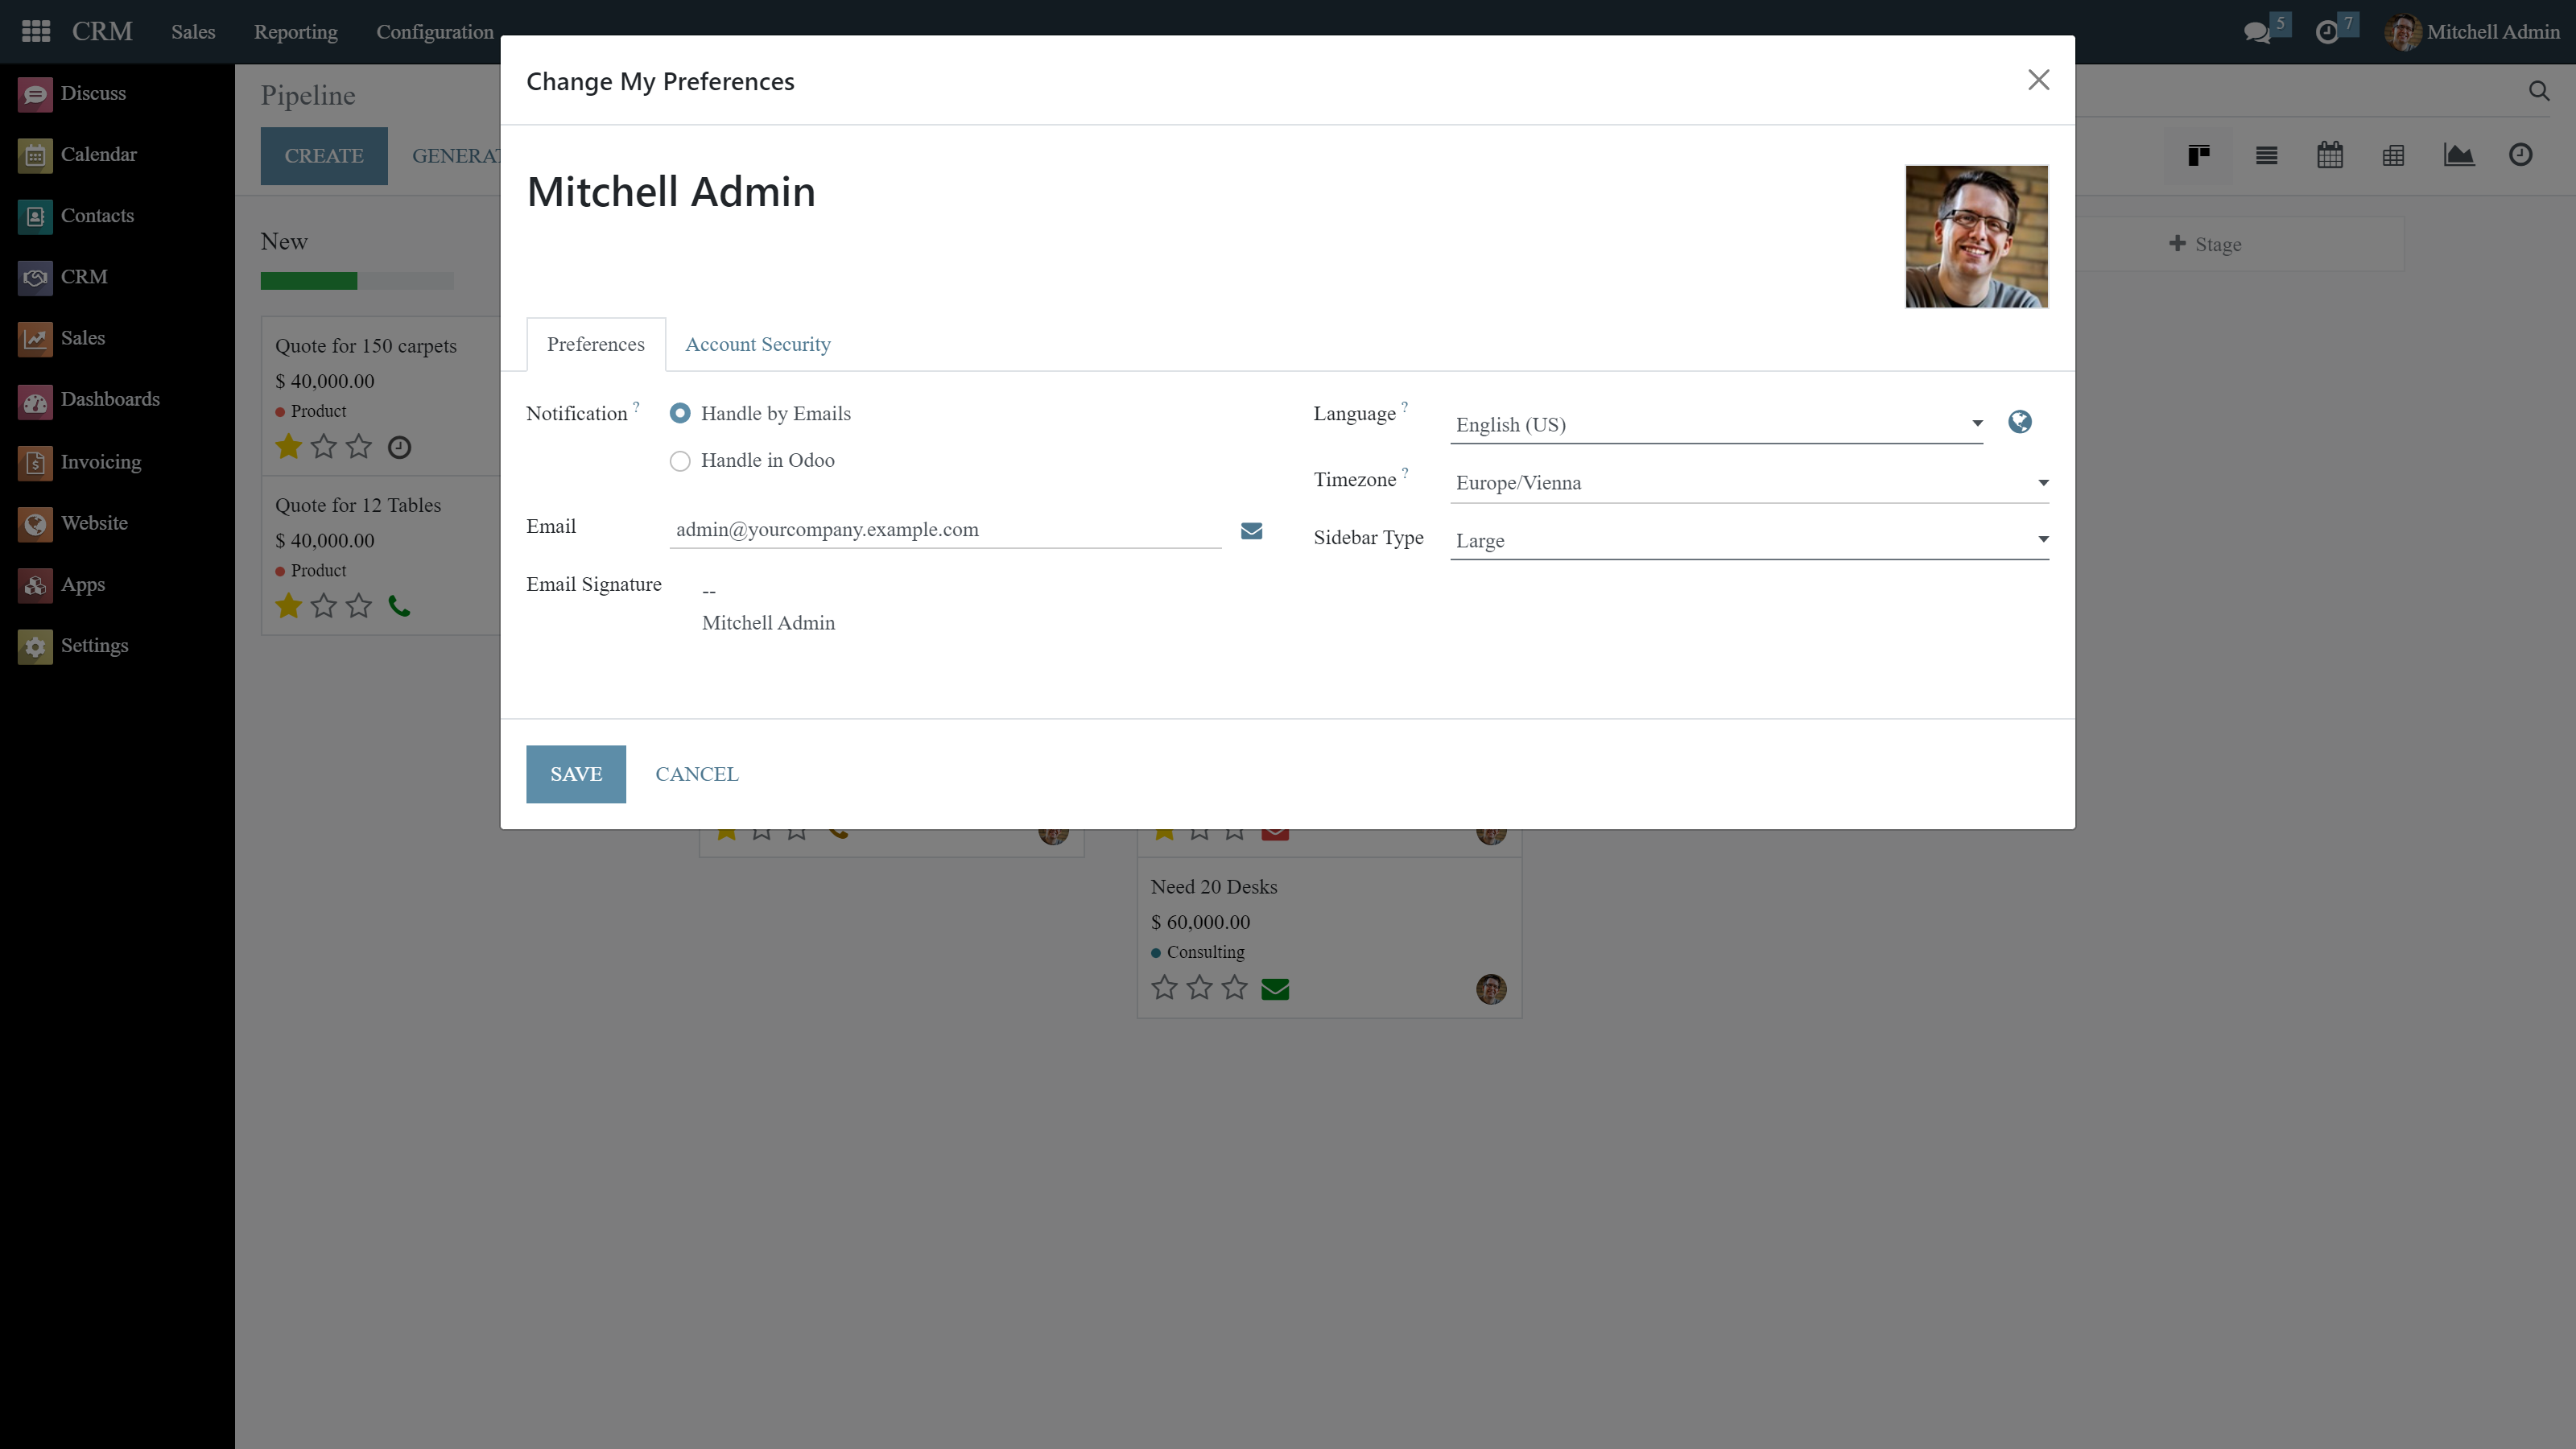 CRM
Sales
Reporting
Configuration
5
7
Mitchell Admin
Discuss
Calendar
Contacts
CRM
Sales
Dashboards
Invoicing
Website
Apps
Settings
Pipeline
CREATE
New
Quote for 150 carpets
$ 40,000.00
Product
Quote for 12 Tables
$ 40,000.00
Product
Change My Preferences
Mitchell Admin
Preferences
Account Security
Notification ?
Handle by Emails
Handle in Odoo
Email
admin@yourcompany.example.com
Email Signature
--
Mitchell Admin
Language ?
English (US)
Timezone ?
Europe/Vienna
Sidebar Type
Large
SAVE
CANCEL
Stage
Need 20 Desks
$ 60,000.00
Consulting